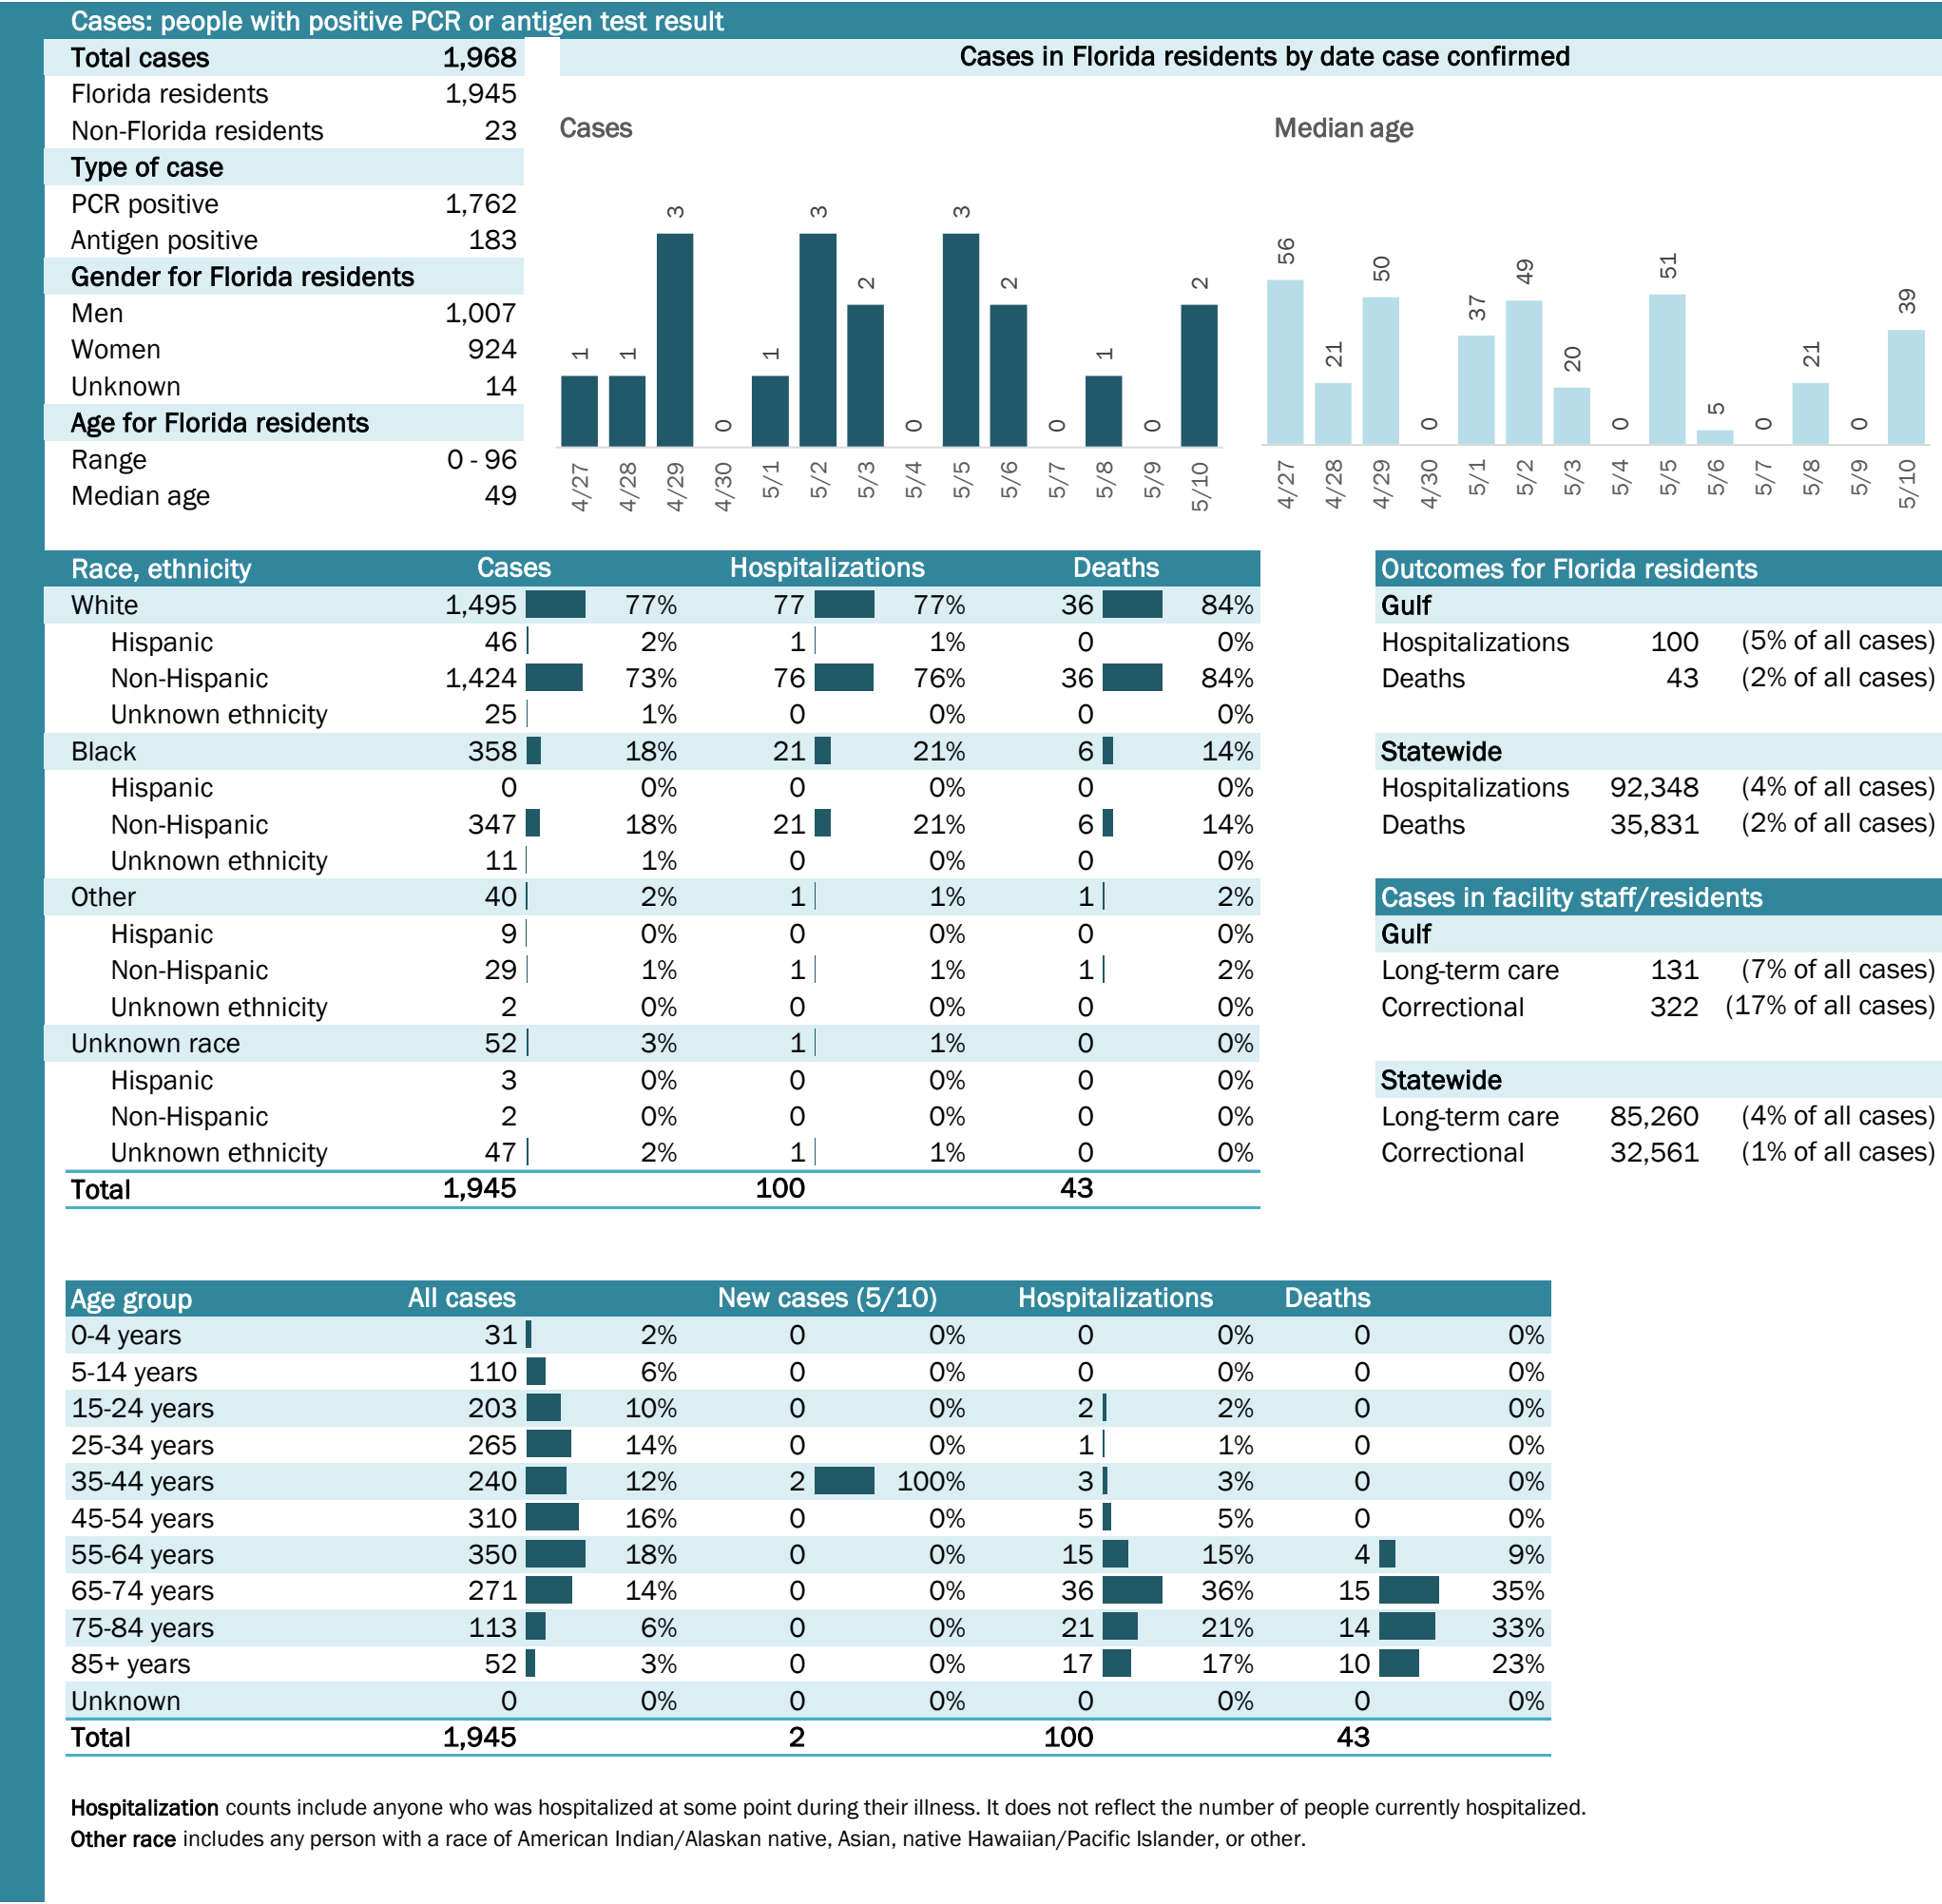 Cases: people with positive PCR or antigen test result
Total cases 1,968
Florida residents 1,945
Non-Florida residents 23
Type of case
PCR positive 1,762
Antigen positive 183
Gender for Florida residents
Men 1,007
Women 924
Unknown 14
Age for Florida residents
Range 0 - 96
Median age 49
Cases in Florida residents by date case confirmed
Cases
1 1 3 0 1 3 2 0 3 2 0 1 0 2
4/27 4/28 4/29 4/30 5/1 5/2 5/3 5/4 5/5 5/6 5/7 5/8 5/9 5/10
Median age
56 21 50 0 37 49 20 0 51 5 0 21 0 39
4/27 4/28 4/29 4/30 5/1 5/2 5/3 5/4 5/5 5/6 5/7 5/8 5/9 5/10
Race, ethnicity Cases Hospitalizations Deaths
White 1,495 77% 77 77% 36 84%
Hispanic 46 2% 1 1% 0 0%
Non-Hispanic 1,424 73% 76 76% 36 84%
Unknown ethnicity 25 1% 0 0% 0 0%
Black 358 18% 21 21% 6 14%
Hispanic 0 0% 0 0% 0 0%
Non-Hispanic 347 18% 21 21% 6 14%
Unknown ethnicity 11 1% 0 0% 0 0%
Other 40 2% 1 1% 1 2%
Hispanic 9 0% 0 0% 0 0%
Non-Hispanic 29 1% 1 1% 1 2%
Unknown ethnicity 2 0% 0 0% 0 0%
Unknown race 52 3% 1 1% 0 0%
Hispanic 3 0% 0 0% 0 0%
Non-Hispanic 2 0% 0 0% 0 0%
Unknown ethnicity 47 2% 1 1% 0 0%
Total 1,945 100 43
Outcomes for Florida residents
Gulf
Hospitalizations 100 (5% of all cases)
Deaths 43 (2% of all cases)
Statewide
Hospitalizations 92,348 (4% of all cases)
Deaths 35,831 (2% of all cases)
Cases in facility staff/residents
Gulf
Long-term care 131 (7% of all cases)
Correctional 322 (17% of all cases)
Statewide
Long-term care 85,260 (4% of all cases)
Correctional 32,561 (1% of all cases)
Age group All cases New cases (5/10) Hospitalizations Deaths
0-4 years 31 2% 0 0% 0 0% 0 0%
5-14 years 110 6% 0 0% 0 0% 0 0%
15-24 years 203 10% 0 0% 2 2% 0 0%
25-34 years 265 14% 0 0% 1 1% 0 0%
35-44 years 240 12% 2 100% 3 3% 0 0%
45-54 years 310 16% 0 0% 5 5% 0 0%
55-64 years 350 18% 0 0% 15 15% 4 9%
65-74 years 271 14% 0 0% 36 36% 15 35%
75-84 years 113 6% 0 0% 21 21% 14 33%
85+ years 52 3% 0 0% 17 17% 10 23%
Unknown 0 0% 0 0% 0 0% 0 0%
Total 1,945 2 100 43
Hospitalization counts include anyone who was hospitalized at some point during their illness. It does not reflect the number of people currently hospitalized.
Other race includes any person with a race of American Indian/Alaskan native, Asian, native Hawaiian/Pacific Islander, or other.